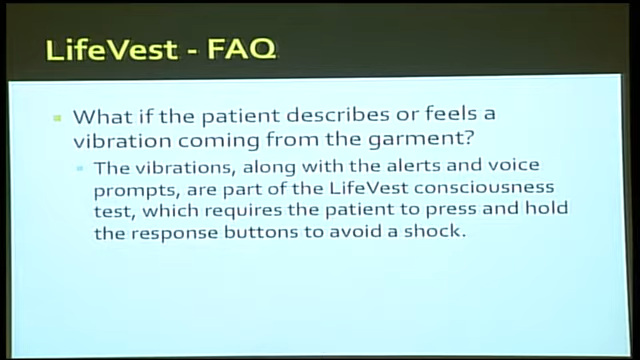 LifeVest - FAQ
What if the patient describes or feels a
vibration coming from the garment?
The vibrations, along with the alerts and voice
prompts, are part of the LifeVest consciousness
test, which requires the patient to press and hold
the response buttons to avoid a shock.